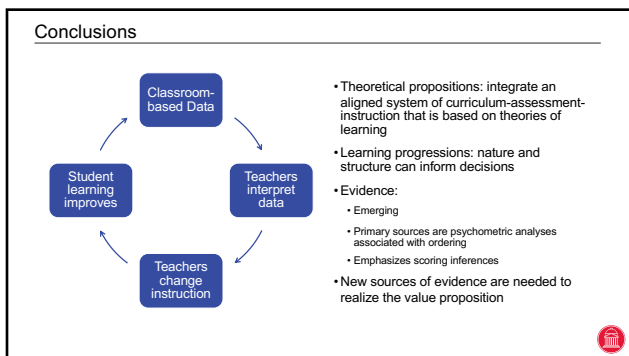 Conclusions
Classroom-
based Data
Teachers
interpret
data
Teachers
change
instruction
Student
learning
improves
• Theoretical propositions: integrate an
aligned system of curriculum-assessment-
instruction that is based on theories of
learning
• Learning progressions: nature and
structure can inform decisions
• Evidence:
• Emerging
• Primary sources are psychometric analyses
associated with ordering
• Emphasizes scoring inferences
• New sources of evidence are needed to
realize the value proposition